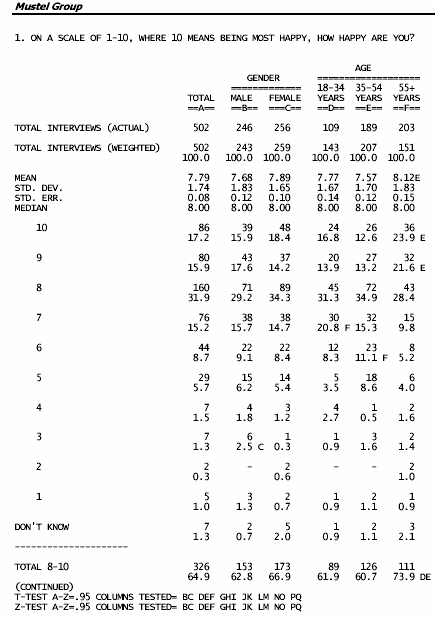 Mustel Group
1. ON A SCALE OF 1-10, WHERE 10 MEANS BEING MOST HAPPY, HOW HAPPY ARE YOU?
AGE
GENDER ====================
============= 18-34 35-54 55+
TOTAL MALE FEMALE YEARS YEARS YEARS
==A== ==B== ===C== ==D== ==E== ==F==
TOTAL INTERVIEWS (ACTUAL) 502 246 256 109 189 203
TOTAL INTERVIEWS (WEIGHTED) 502 243 259 143 207 151
100.0 100.0 100.0 100.0 100.0 100.0
MEAN 7.79 7.68 7.89 7.77 7.57 8.12E
STD. DEV. 1.74 1.83 1.65 1.67 1.70 1.83
STD. ERR. 0.08 0.12 0.10 0.14 0.12 0.15
MEDIAN 8.00 8.00 8.00 8.00 8.00 8.00
10 86 39 48 24 26 36
17.2 15.9 18.4 16.8 12.6 23.9 E
9 80 43 37 20 27 32
15.9 17.6 14.2 13.9 13.2 21.6 E
8 160 71 89 45 72 43
31.9 29.2 34.3 31.3 34.9 28.4
7 76 38 38 30 32 15
15.2 15.7 14.7 20.8 F 15.3 9.8
6 44 22 22 12 23 8
8.7 9.1 8.4 8.3 11.1 F 5.2
5 29 15 14 5 18 6
5.7 6.2 5.4 3.5 8.6 4.0
4 7 4 3 4 1 2
1.5 1.8 1.2 2.7 0.5 1.6
3 7 6 1 1 3 2
1.3 2.5 C 0.3 0.9 1.6 1.4
2 2 - 2 - - 2
0.3 0.6 1.0
1 5 3 2 1 2 1
1.0 1.3 0.7 0.9 1.1 0.9
DON'T KNOW 7 2 5 1 2 3
1.3 0.7 2.0 0.9 1.1 2.1
---------------------
TOTAL 8-10 326 153 173 89 126 111
64.9 62.8 66.9 61.9 60.7 73.9 DE
(CONTINUED)
T-TEST A-Z=.95 COLUMNS TESTED= BC DEF GHI JK LM NO PQ
Z-TEST A-Z=.95 COLUMNS TESTED= BC DEF GHI JK LM NO PQ